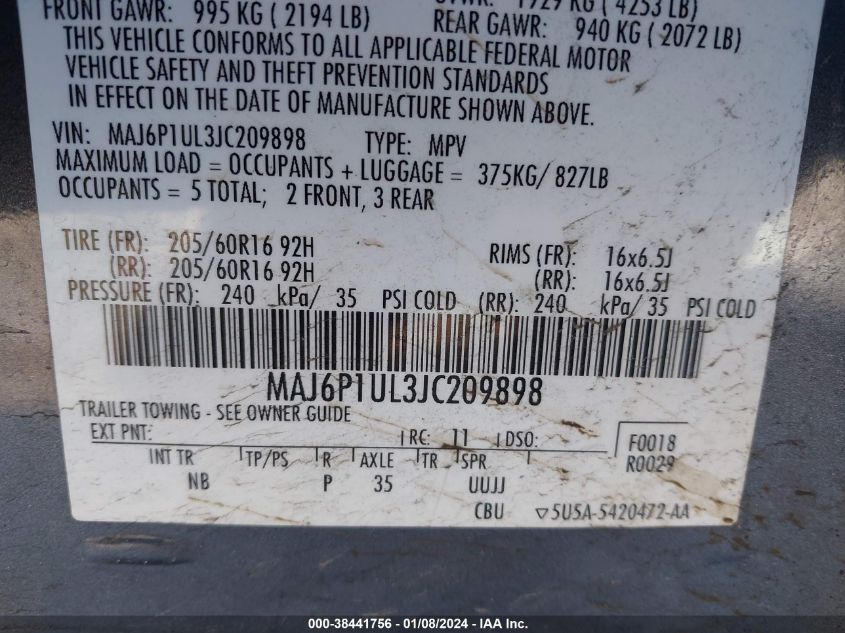 FRONT GAWR: 995 KG ( 2194 LB) 1929 KG ( 4253 LB)
REAR GAWR: 940 KG ( 2072 LB)
THIS VEHICLE CONFORMS TO ALL APPLICABLE FEDERAL MOTOR
VEHICLE SAFETY AND THEFT PREVENTION STANDARDS
IN EFFECT ON THE DATE OF MANUFACTURE SHOWN ABOVE.
VIN: MAJ6P1UL3JC209898 TYPE: MPV
MAXIMUM LOAD = OCCUPANTS + LUGGAGE = 375KG/ 827LB
OCCUPANTS = 5 TOTAL; 2 FRONT, 3 REAR
TIRE (FR): 205/60R16 92H RIMS (FR): 16x6.5J
(RR): 205/60R16 92H (RR): 16x6.5J
PRESSURE (FR): 240 kPa/ 35 PSI COLD (RR): 240 kPa/ 35 PSI COLD
MAJ6P1UL3JC209898
TRAILER TOWING - SEE OWNER GUIDE
EXT PNT: RC: 11 DSO: F0018
R0029
INT TR TP/PS R AXLE TR SPR
NB P 35 UUJJ
CBU ▽5U5A-5420472-AA
000-38441756 - 01/08/2024 - IAA Inc.